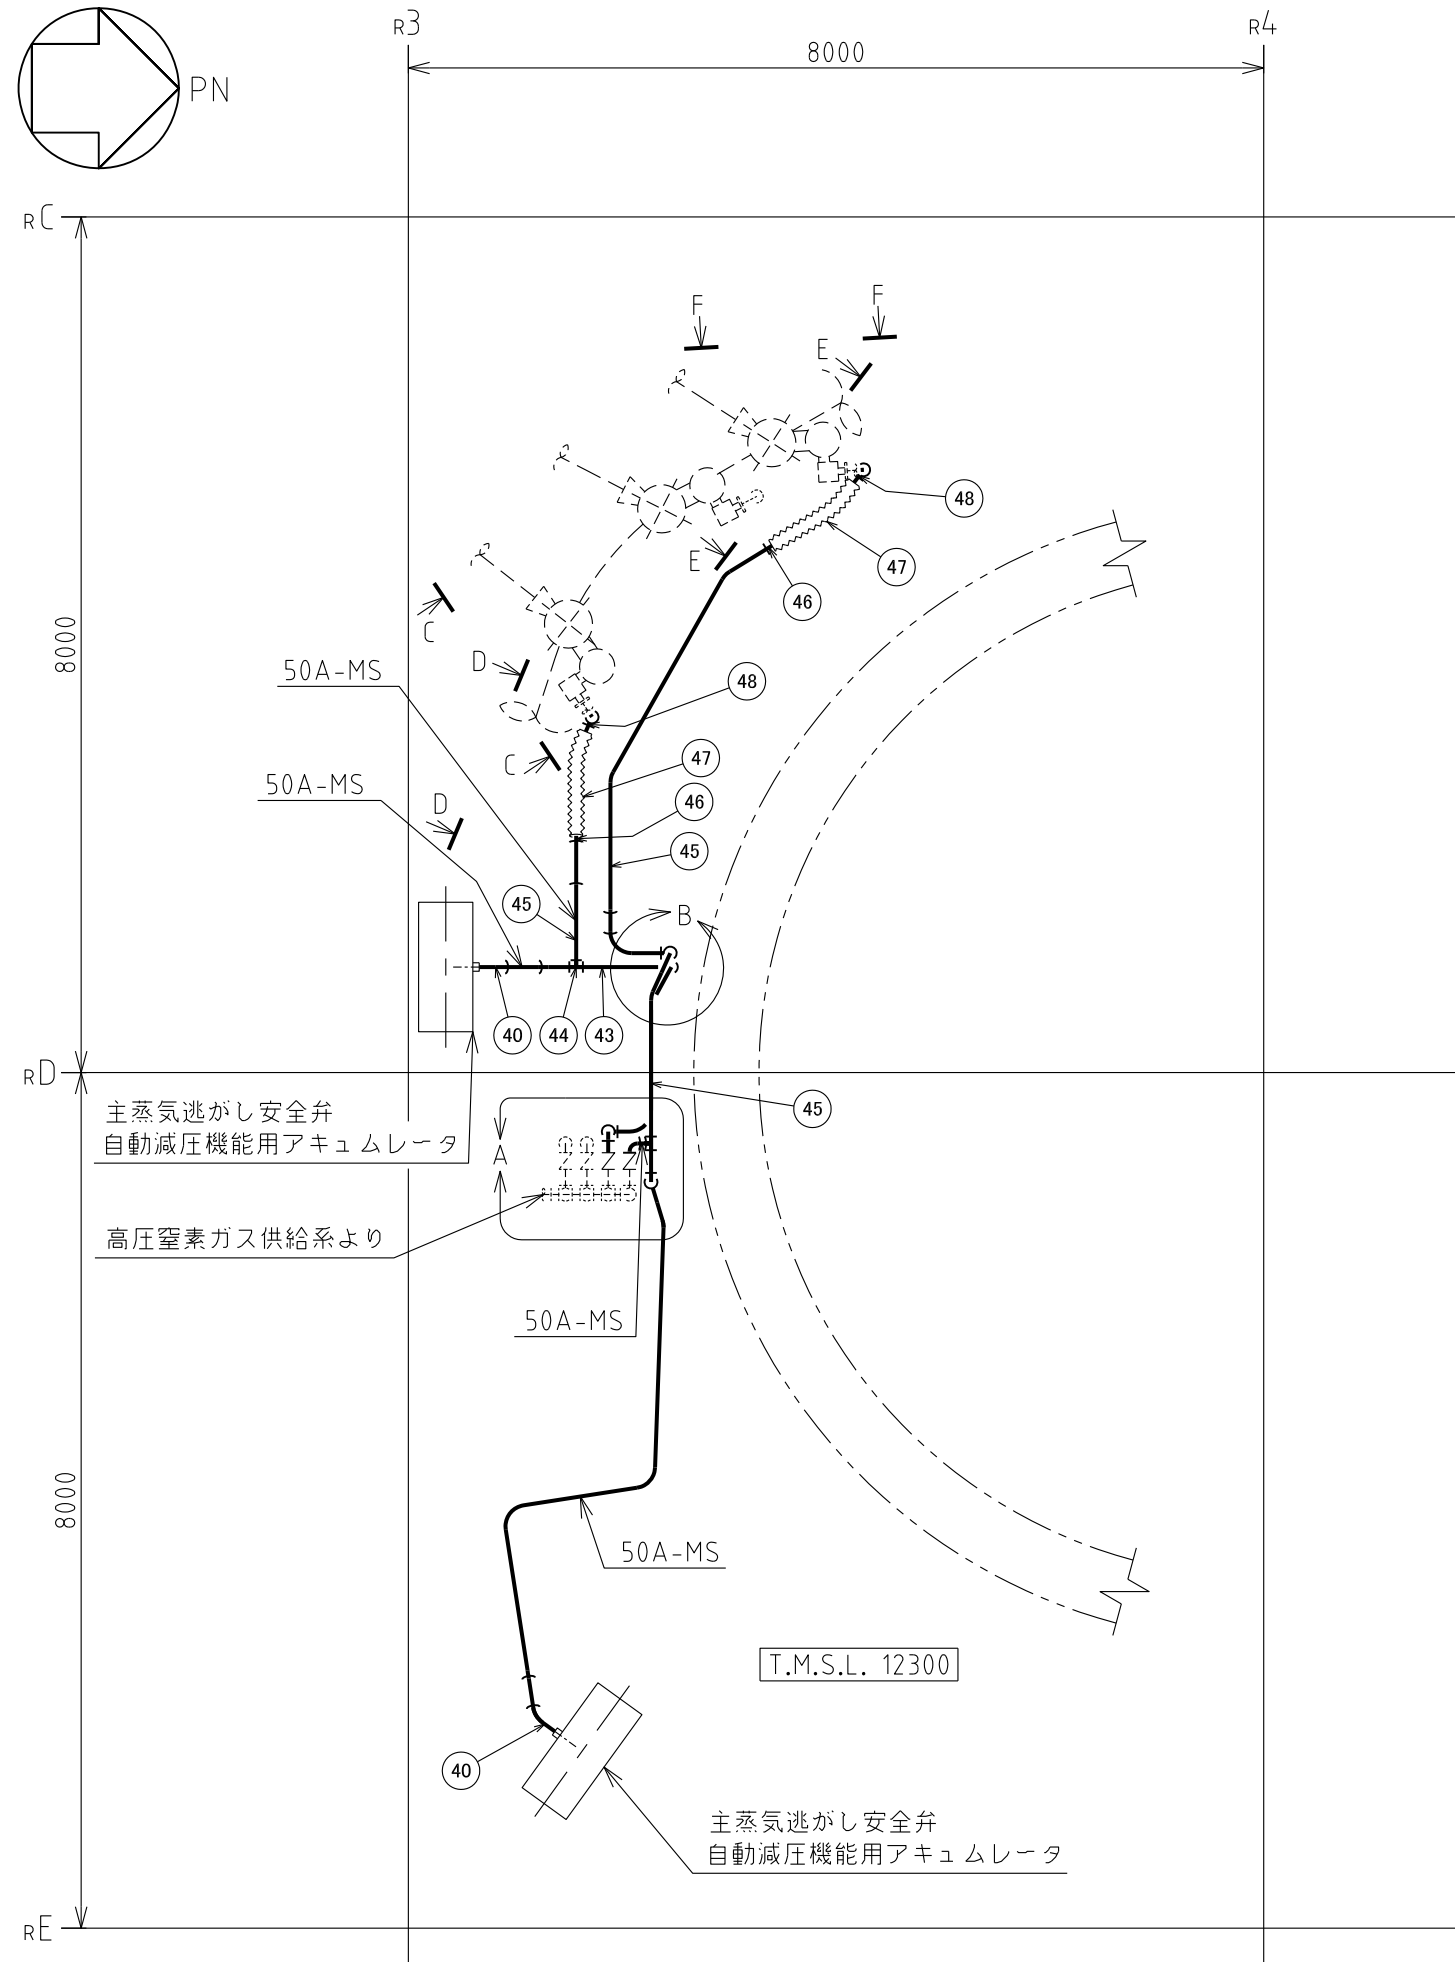 R3
R4
8000
PN
RC
F
F
E
48
E
47
46
C
8000
D
50A-MS
48
C
47
50A-MS
46
D
45
45
B
40
44
43
RD
45
主蒸気逃がし安全弁
自動減圧機能用アキュムレータ
A
高圧窒素ガス供給系より
50A-MS
8000
50A-MS
T.M.S.L. 12300
40
主蒸気逃がし安全弁
自動減圧機能用アキュムレータ
RE